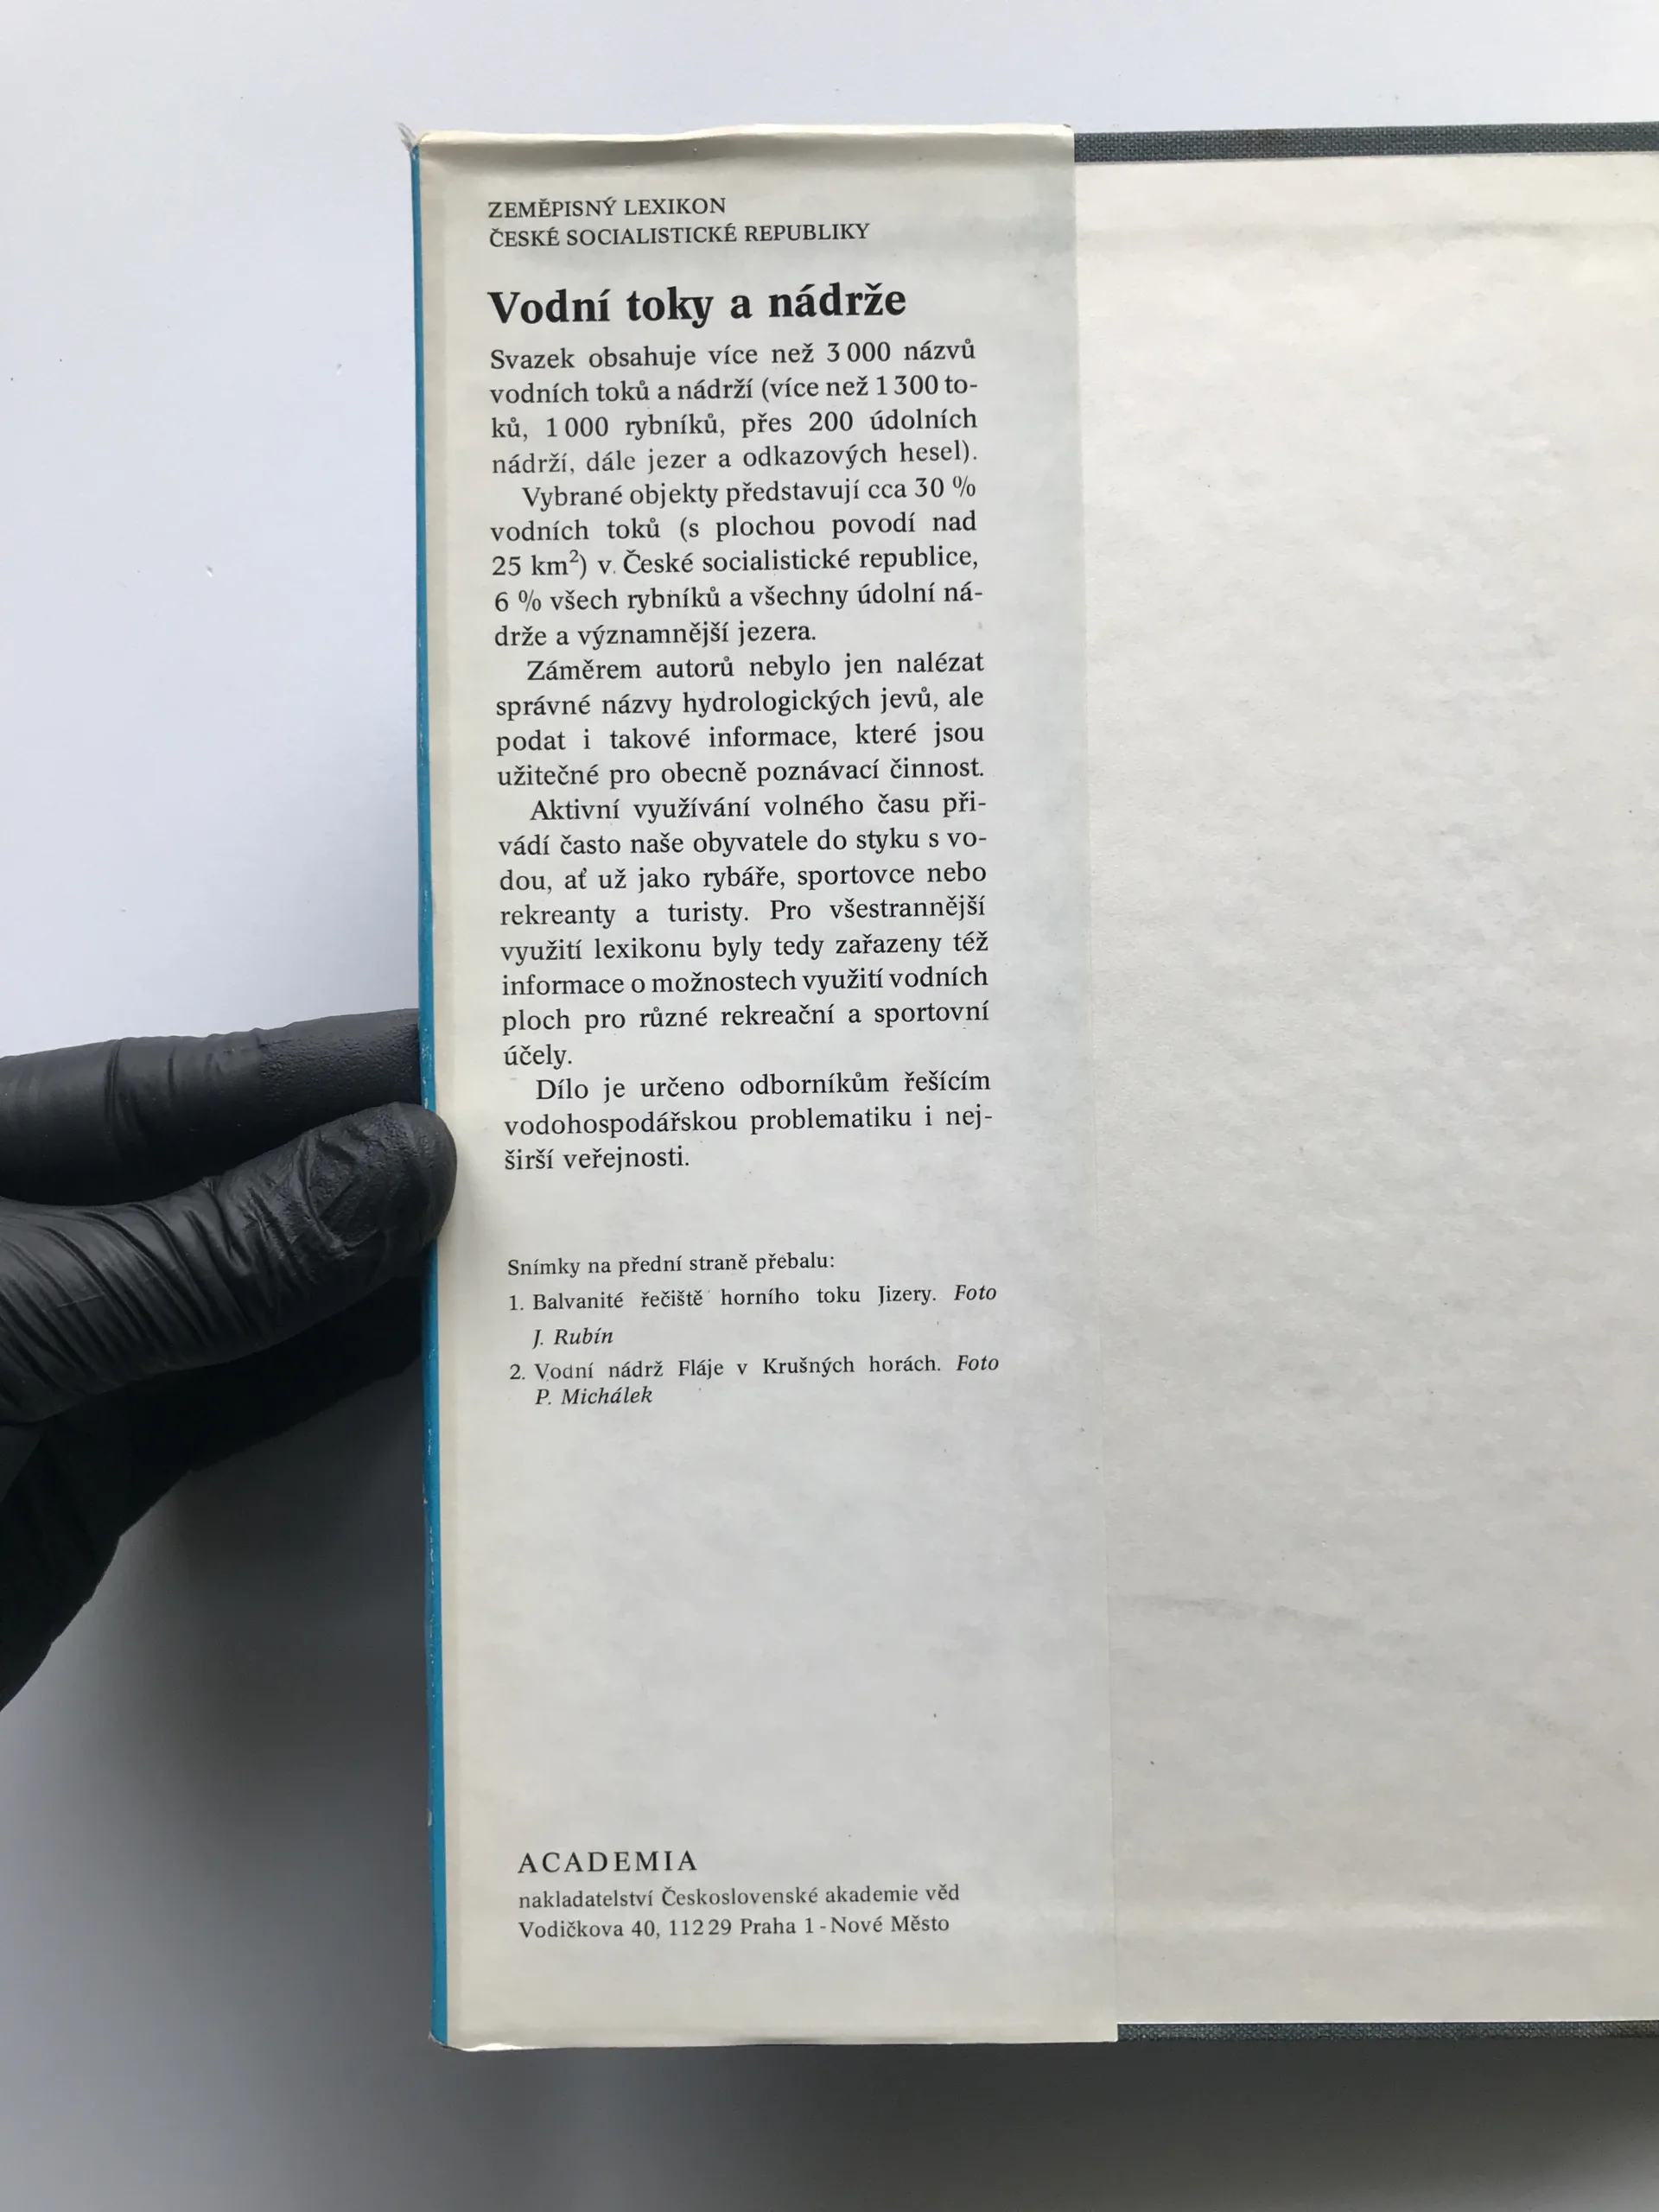 ZEMĚPISNÝ LEXIKON
ČESKÉ SOCIALISTICKÉ REPUBLIKY
Vodní toky a nádrže
Svazek obsahuje více než 3 000 názvů
vodních toků a nádrží (více než 1 300 to-
ků, 1 000 rybníků, přes 200 údolních
nádrží, dále jezer a odkazových hesel).
Vybrané objekty představují cca 30 %
vodních toků (s plochou povodí nad
25 km²) v České socialistické republice,
6 % všech rybníků a všechny údolní ná-
drže a významnější jezera.
Záměrem autorů nebylo jen nalézat
správné názvy hydrologických jevů, ale
podat i takové informace, které jsou
užitečné pro obecně poznávací činnost.
Aktivní využívání volného času při-
vádí často naše obyvatele do styku s vo-
dou, ať už jako rybáře, sportovce nebo
rekreanty a turisty. Pro všestrannější
využití lexikonu byly tedy zařazeny též
informace o možnostech využití vodních
ploch pro různé rekreační a sportovní
účely.
Dílo je určeno odborníkům řešícím
vodohospodářskou problematiku i nej-
širší veřejnosti.
Snímky na přední straně přebalu:
1. Balvanité řečiště horního toku Jizery. Foto
J. Rubín
2. Vodní nádrž Fláje v Krušných horách. Foto
P. Michálek
ACADEMIA
nakladatelství Československé akademie věd
Vodičkova 40, 112 29 Praha 1 - Nové Město